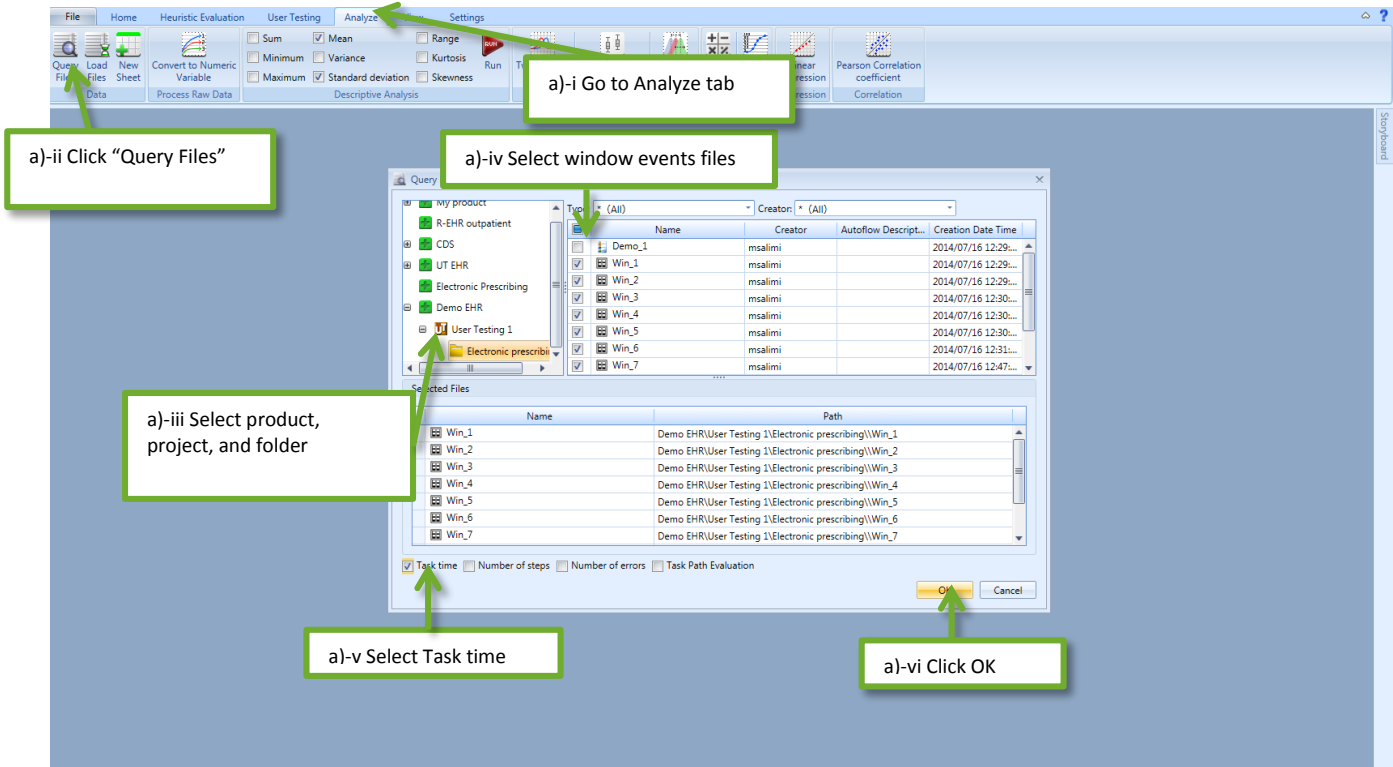 File Home Heuristic Evaluation User Testing Analyze Settings
Sum Mean Range
Minimum Variance Kurtosis
Maximum Standard deviation Skewness
Query Load New
Files Sheet
Convert to Numeric
Variable
Run
Pearson Correlation
coefficient
Data Process Raw Data Descriptive Analysis Correlation
RUN
Storyboard
a)-i Go to Analyze tab
a)-ii Click “Query Files”
a)-iv Select window events files
Query
My product
R-EHR outpatient
CDS
UT EHR
Electronic Prescribing
Demo EHR
User Testing 1
Electronic prescribin
* (All) Creator: * (All)
Name Creator Autoflow Descript... Creation Date Time
Demo_1 msalimi 2014/07/16 12:29:...
Win_1 msalimi 2014/07/16 12:29:...
Win_2 msalimi 2014/07/16 12:29:...
Win_3 msalimi 2014/07/16 12:30:...
Win_4 msalimi 2014/07/16 12:30:...
Win_5 msalimi 2014/07/16 12:30:...
Win_6 msalimi 2014/07/16 12:31:...
Win_7 msalimi 2014/07/16 12:47:...
a)-iii Select product,
project, and folder
Selected Files
Name Path
Win_1 Demo EHR\User Testing 1\Electronic prescribing\\Win_1
Win_2 Demo EHR\User Testing 1\Electronic prescribing\\Win_2
Win_3 Demo EHR\User Testing 1\Electronic prescribing\\Win_3
Win_4 Demo EHR\User Testing 1\Electronic prescribing\\Win_4
Win_5 Demo EHR\User Testing 1\Electronic prescribing\\Win_5
Win_6 Demo EHR\User Testing 1\Electronic prescribing\\Win_6
Win_7 Demo EHR\User Testing 1\Electronic prescribing\\Win_7
Task time Number of steps Number of errors Task Path Evaluation
OK Cancel
a)-v Select Task time
a)-vi Click OK